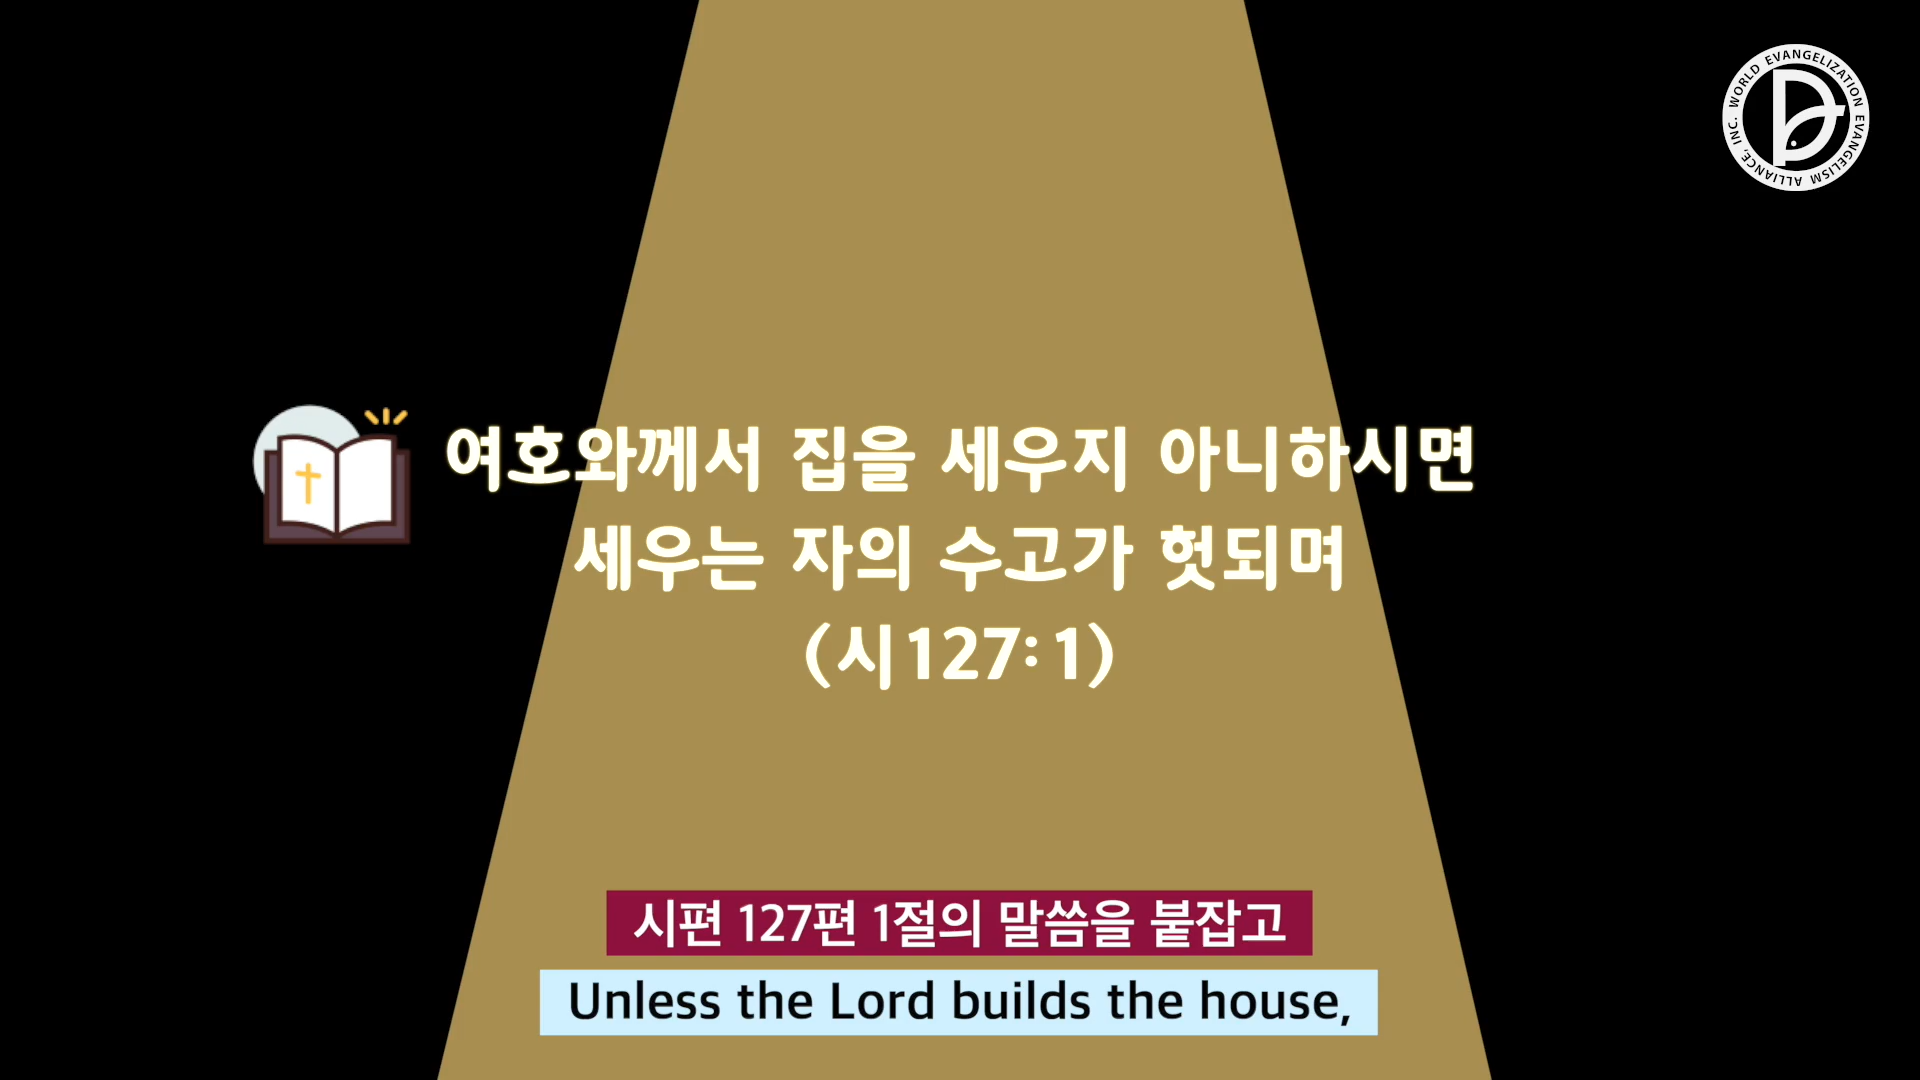 WORLD EVANGELIZATION EVANGELISM ALLIANCE, INC.
여호와께서 집을 세우지 아니하시면
세우는 자의 수고가 헛되며
(시127:1)
시편 127편 1절의 말씀을 붙잡고
Unless the Lord builds the house,